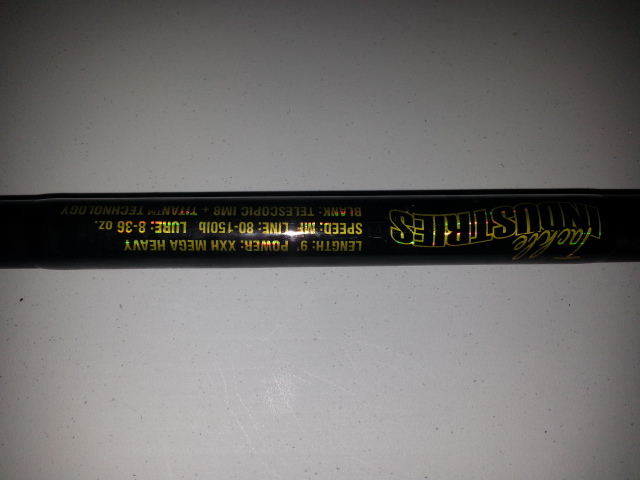 Tackle
INDUSTRIES
LENGTH: 9' POWER: XXH MEGA HEAVY
SPEED: MF LINE: 80-150lb LURE: 8-36 oz.
BLANK: TELESCOPIC IM8 + TITAN™ TECHNOLOGY